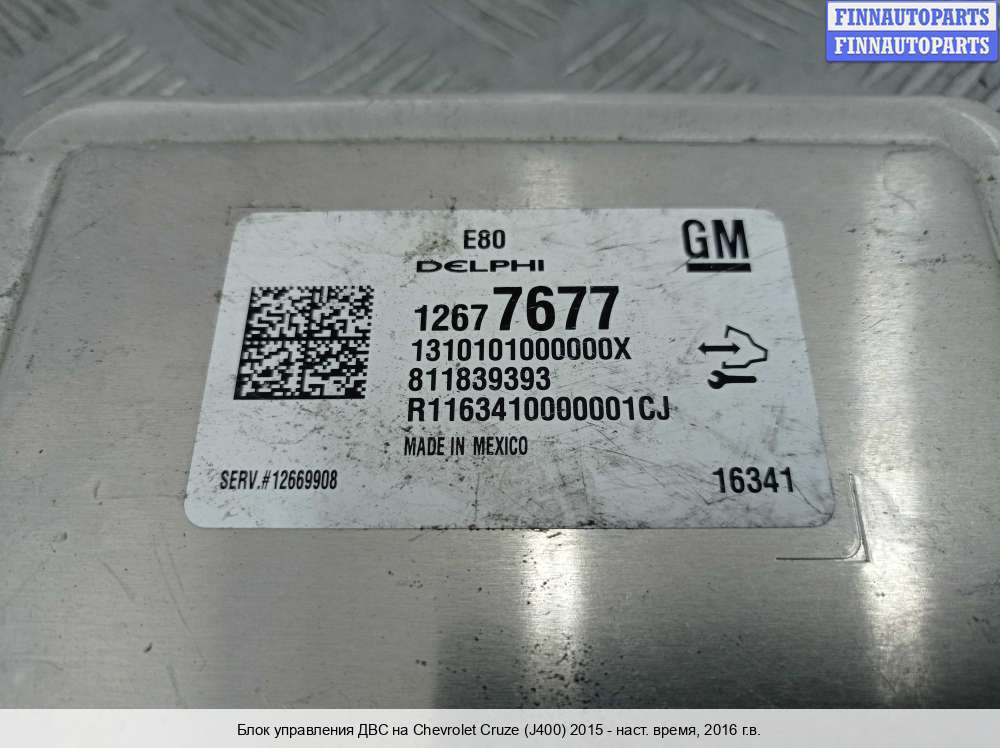 FINNAUTOPARTS
FINNAUTOPARTS
E80
GM
DELPHI
12677677
1310101000000X
811839393
R1163410000001CJ
MADE IN MEXICO
SERV.#12669908
16341
Блок управления ДВС на Chevrolet Cruze (J400) 2015 - наст. время, 2016 г.в.